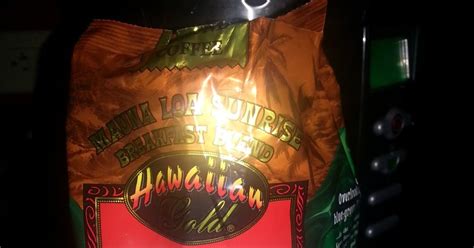 COFFEE
MAUNA LOA SUNRISE
BREAKFAST BLEND
Hawaiian
Gold®